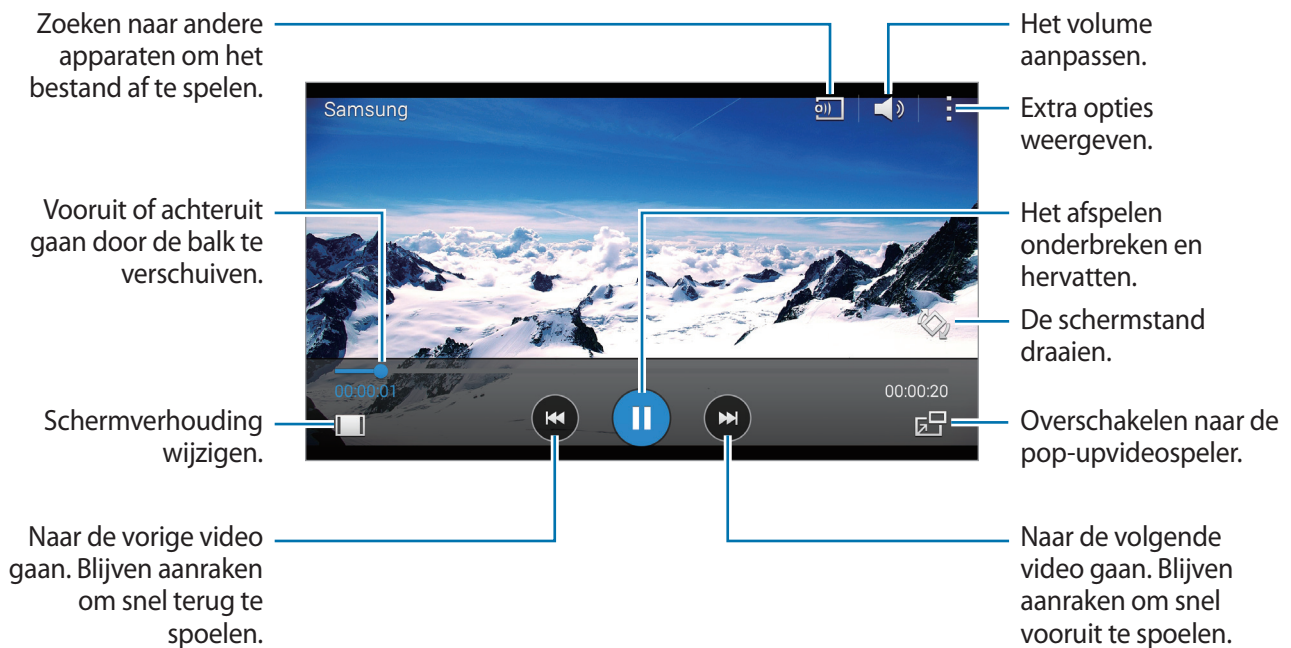 Zoeken naar andere
apparaten om het
bestand af te spelen.
Het volume
aanpassen.
Extra opties
weergeven.
Samsung
Vooruit of achteruit
gaan door de balk te
verschuiven.
Het afspelen
onderbreken en
hervatten.
De schermstand
draaien.
00:00:01
00:00:20
Schermverhouding
wijzigen.
Overschakelen naar de
pop-upvideospeler.
Naar de vorige video
gaan. Blijven aanraken
om snel terug te
spoelen.
Naar de volgende
video gaan. Blijven
aanraken om snel
vooruit te spoelen.